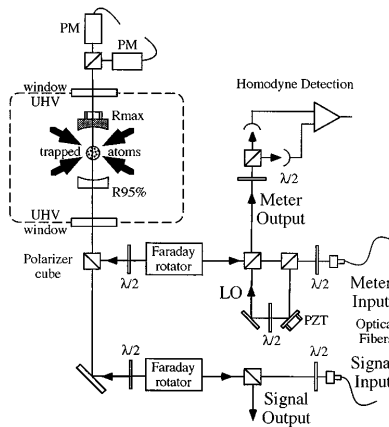 PM
PM
window
UHV
Rmax
trapped atoms
R95%
UHV
window
Polarizer
cube
λ/2
Faraday
rotator
Homodyne Detection
λ/2
Meter
Output
LO
λ/2
PZT
λ/2
Meter
Input
Optical
Fibers
λ/2
Faraday
rotator
λ/2
Signal
Input
Signal
Output